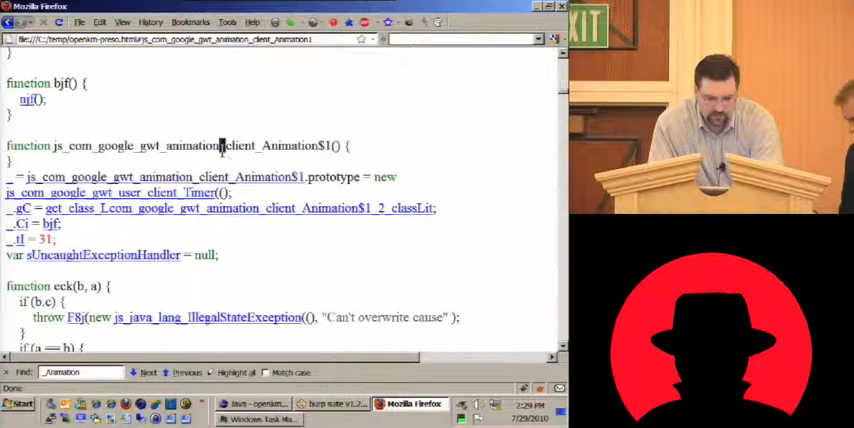 Mozilla Firefox
File Edit View History Bookmarks Tools Help
file:///C:/temp/openkm-preso.html#js_com_google_gwt_animation_client_Animation1
}
function bjf() {
njf();
}
function js_com_google_gwt_animation_client_Animation$1() {
}
_ = js_com_google_gwt_animation_client_Animation$1.prototype = new
js_com_google_gwt_user_client_Timer(();
_.gC = get_class_Lcom_google_gwt_animation_client_Animation$1_2_classLit;
_.Ci = bjf;
_.tI = 31;
var sUncaughtExceptionHandler = null;
function eck(b, a) {
if (b.c) {
throw F8j(new js_java_lang_IllegalStateException((), "Can't overwrite cause" );
}
if (a == b) {
Find: _Animation Next Previous Highlight all Match case
Done
Start Java - openkm... burp suite v1.2... Mozilla Firefox 2:29 PM
Windows Task Ma... 7/29/2010
EXIT